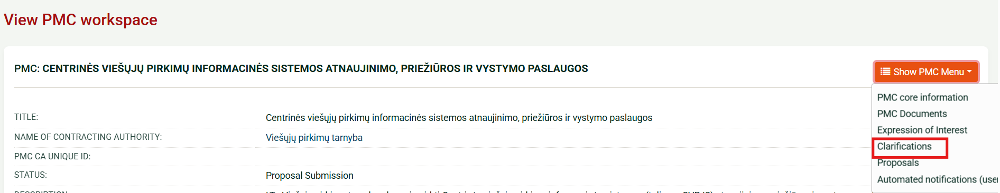 View PMC workspace
PMC: CENTRINĖS VIEŠŲJŲ PIRKIMŲ INFORMACINĖS SISTEMOS ATNAUJINIMO, PRIEŽIŪROS IR VYSTYMO PASLAUGOS
Show PMC Menu
PMC core information
PMC Documents
Expression of Interest
Clarifications
Proposals
Automated notifications (use
TITLE: Centrinės viešųjų pirkimų informacinės sistemos atnaujinimo, priežiūros ir vystymo paslaugos
NAME OF CONTRACTING AUTHORITY: Viešųjų pirkimų tarnyba
PMC CA UNIQUE ID:
STATUS: Proposal Submission